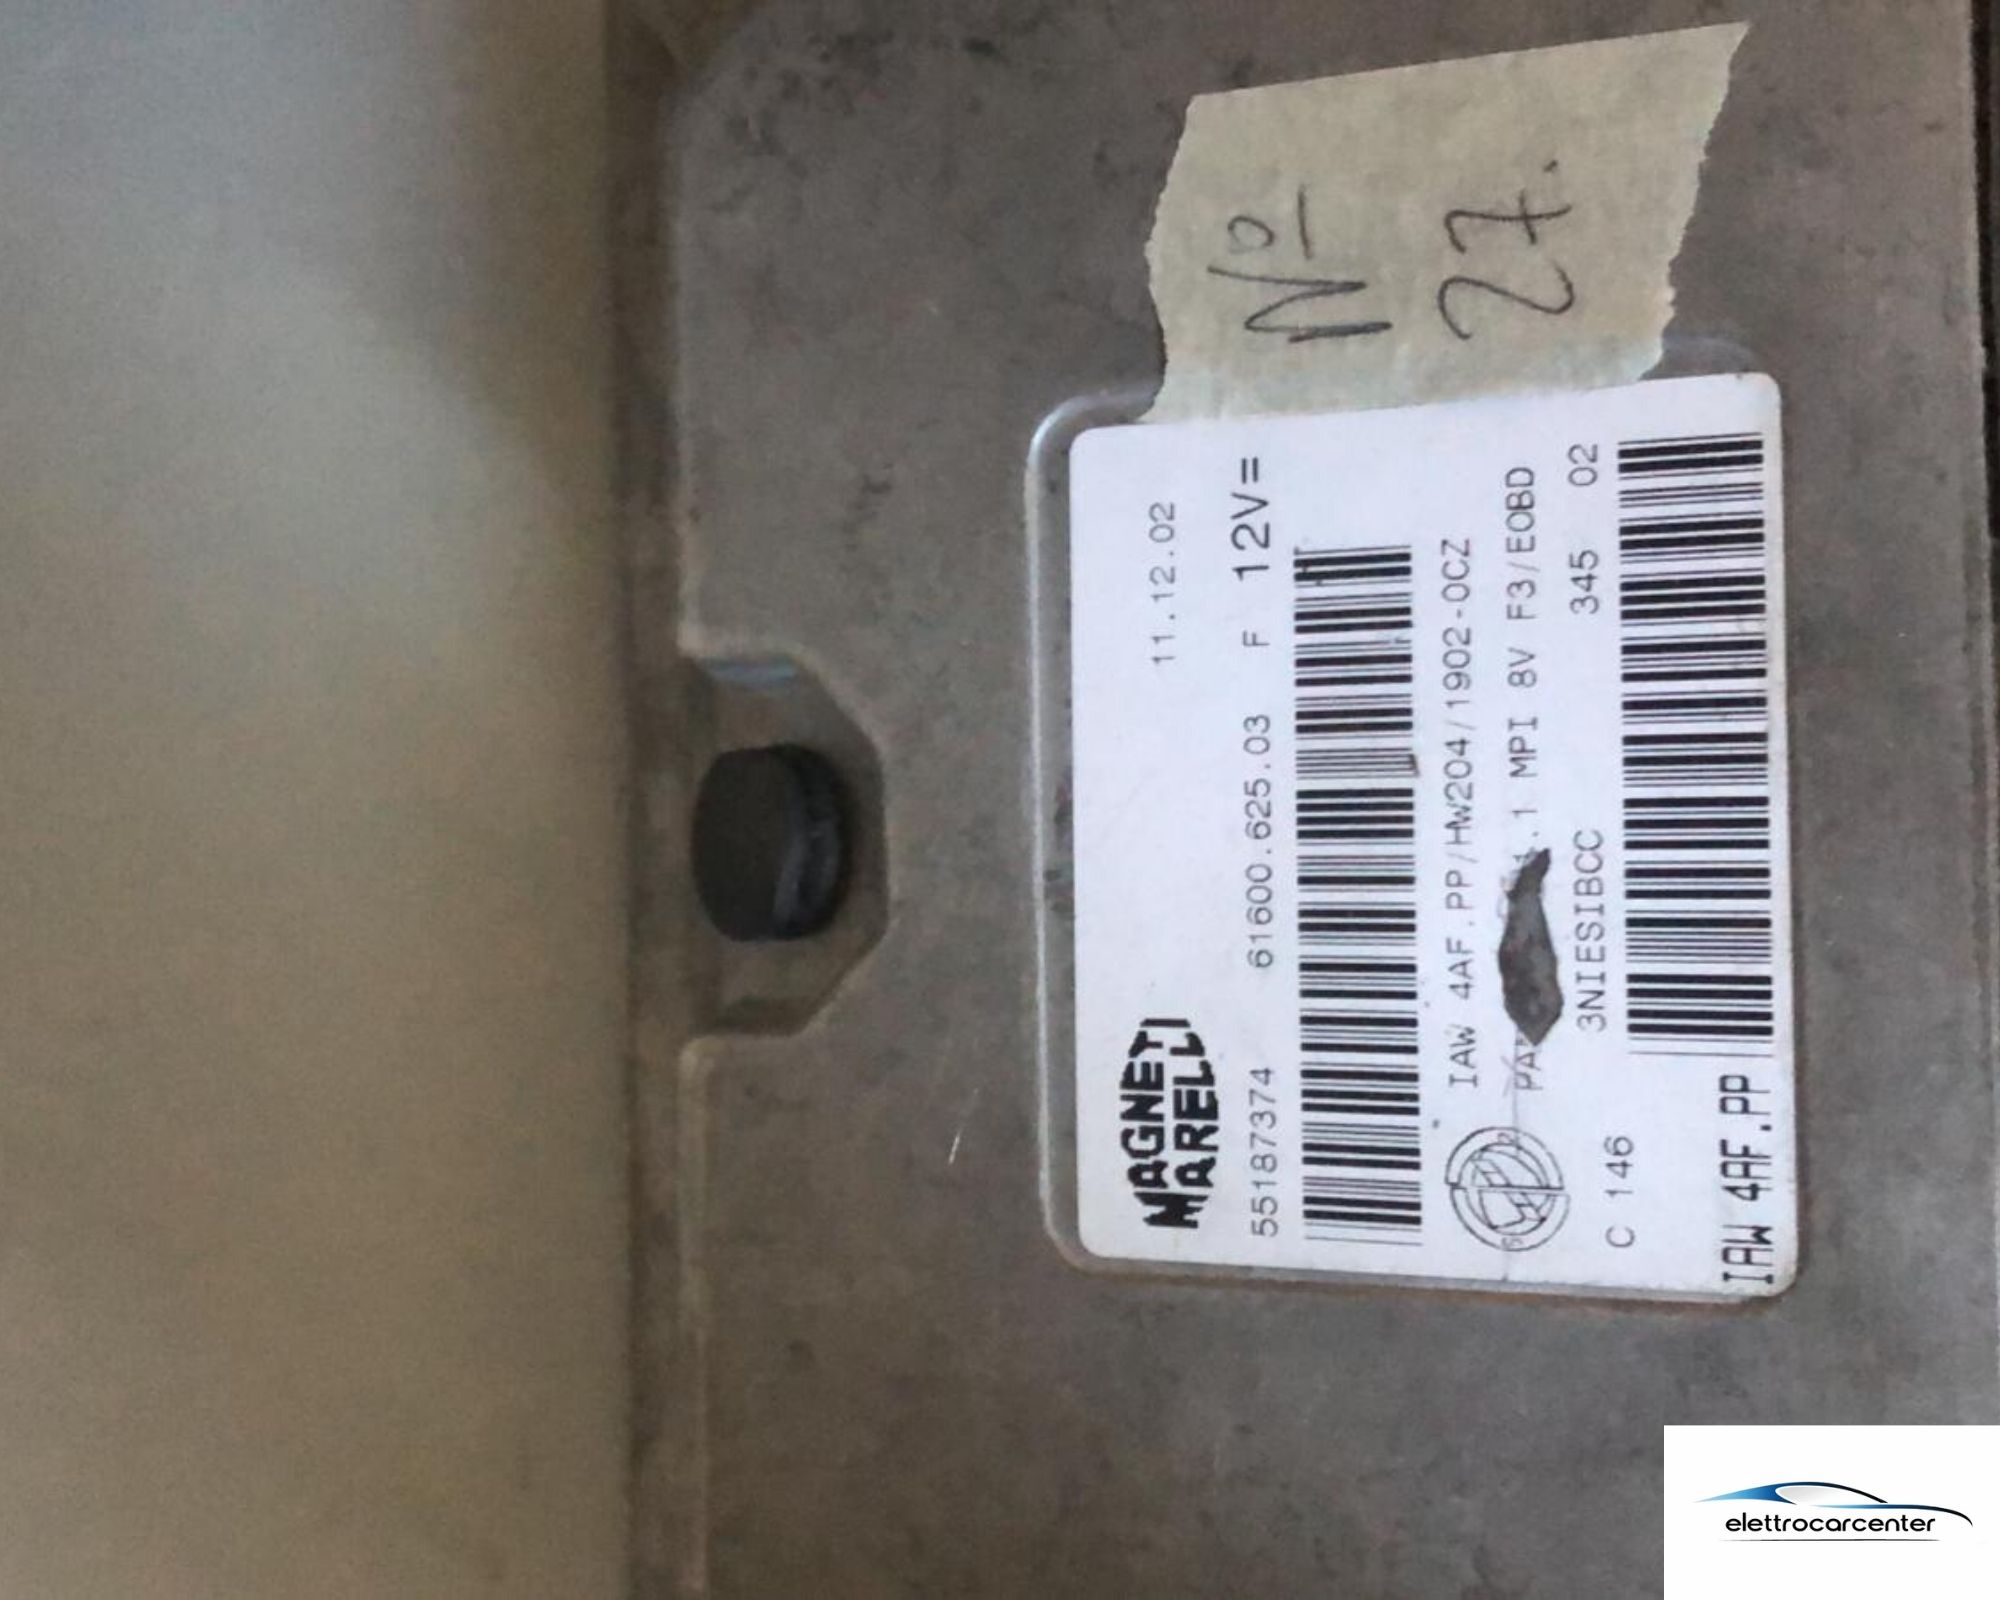 Nº
27.
MAGNETI
MARELLI
11.12.02
55187374 61600.625.03 F 12V=
IAW 4AF.PP/HW204/1902-0CZ
.1 MPI 8V F3/EOBD
3NIESIBCC 345 02
C 146
IAW 4AF.PP
elettrocarcenter